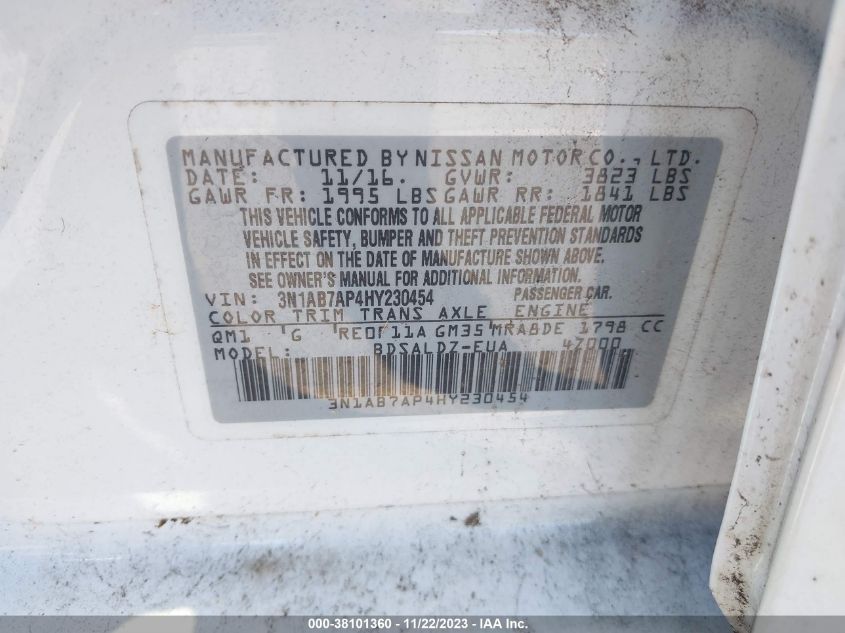 MANUFACTURED BY NISSAN MOTOR CO., LTD.
DATE: 11/16. GVWR: 3823 LBS
GAWR FR: 1995 LBS GAWR RR: 1841 LBS
THIS VEHICLE CONFORMS TO ALL APPLICABLE FEDERAL MOTOR
VEHICLE SAFETY, BUMPER AND THEFT PREVENTION STANDARDS
IN EFFECT ON THE DATE OF MANUFACTURE SHOWN ABOVE.
SEE OWNER'S MANUAL FOR ADDITIONAL INFORMATION.
VIN: 3N1AB7AP4HY230454 PASSENGER CAR.
COLOR TRIM TRANS AXLE ENGINE
QM1 G RE0F11A GM35 MRA8DE 1798 CC
MODEL: BDSALDZ-EUA 47000
3N1AB7AP4HY230454
000-38101360 - 11/22/2023 - IAA Inc.